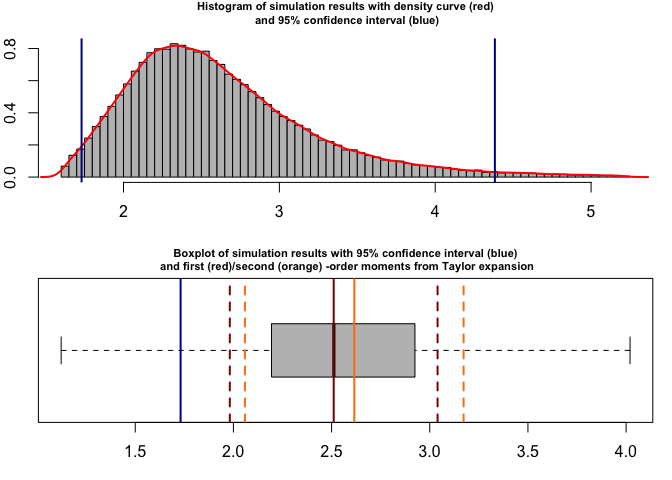 Histogram of simulation results with density curve (red)
and 95% confidence interval (blue)
0.8
0.4
0.0
2 3 4 5
Boxplot of simulation results with 95% confidence interval (blue)
and first (red)/second (orange) -order moments from Taylor expansion
1.5 2.0 2.5 3.0 3.5 4.0